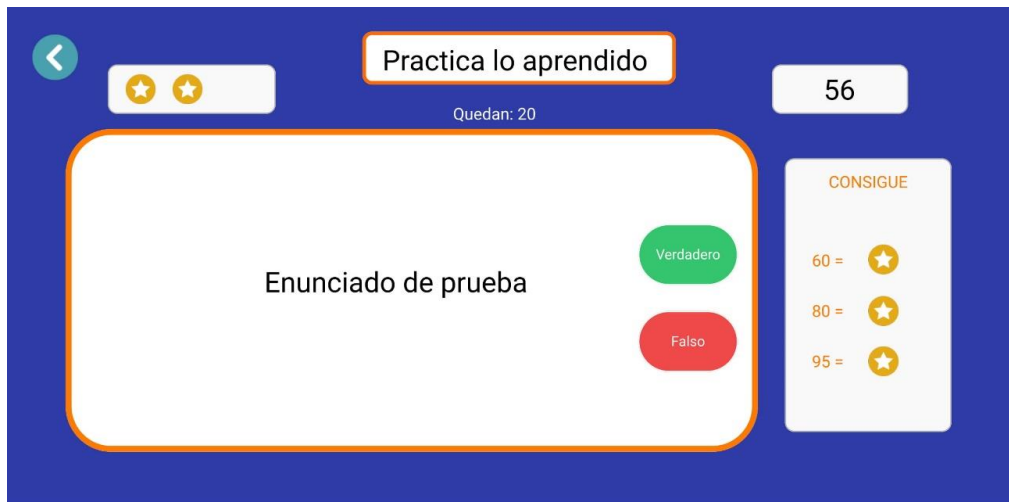 Practica lo aprendido
Quedan: 20
56
Enunciado de prueba
Verdadero
Falso
CONSIGUE
60 =
80 =
95 =